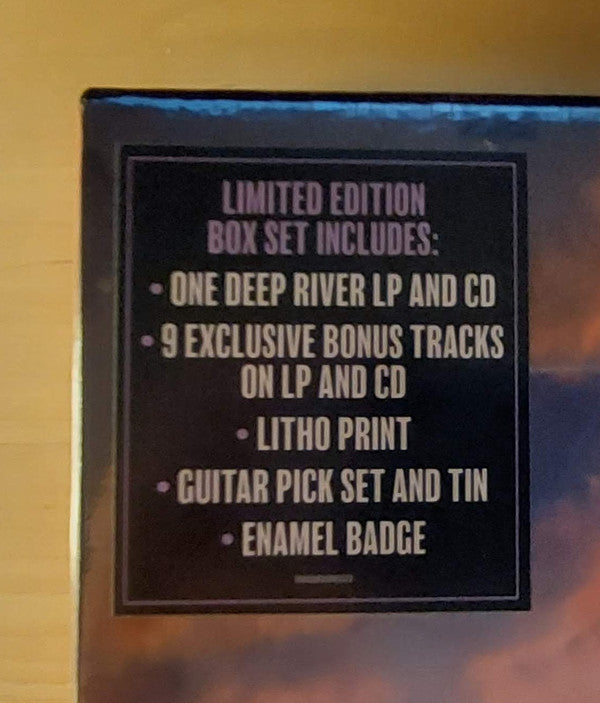 LIMITED EDITION
BOX SET INCLUDES:
• ONE DEEP RIVER LP AND CD
• 9 EXCLUSIVE BONUS TRACKS
ON LP AND CD
• LITHO PRINT
• GUITAR PICK SET AND TIN
• ENAMEL BADGE